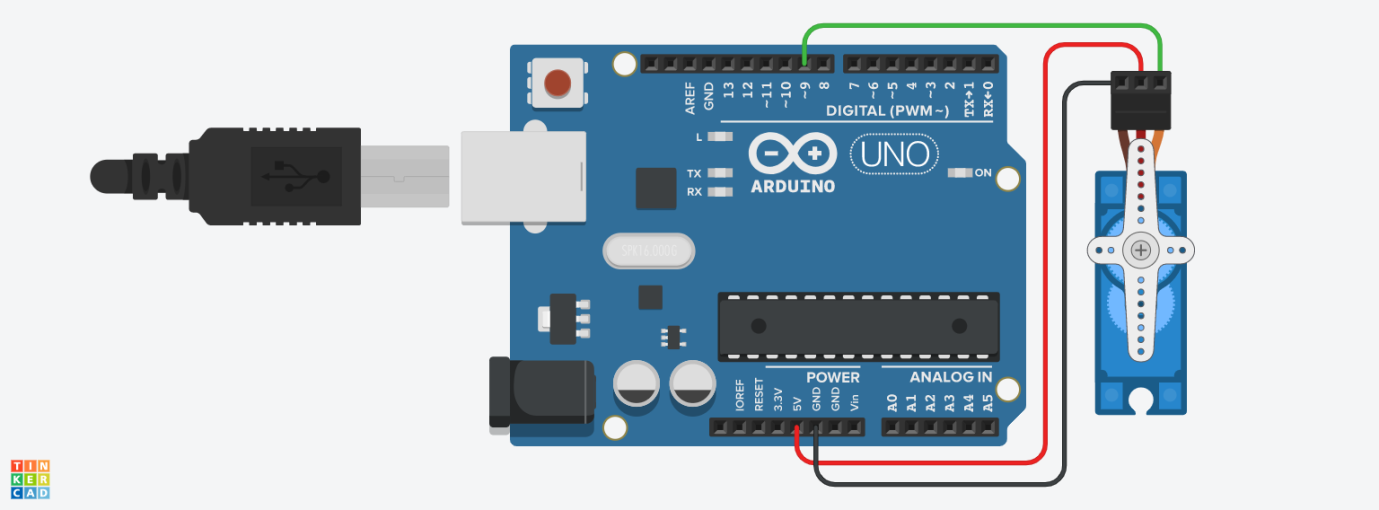 AREF
GND
13
12
~11
~10
~9
8
7
~6
~5
4
~3
2
TX→1
RX←0
DIGITAL (PWM~)
L
TX
RX
ARDUINO
UNO
ON
SPK16.000G
POWER
ANALOG IN
IOREF
RESET
3.3V
5V
GND
GND
Vin
A0
A1
A2
A3
A4
A5
TIN
KER
CAD